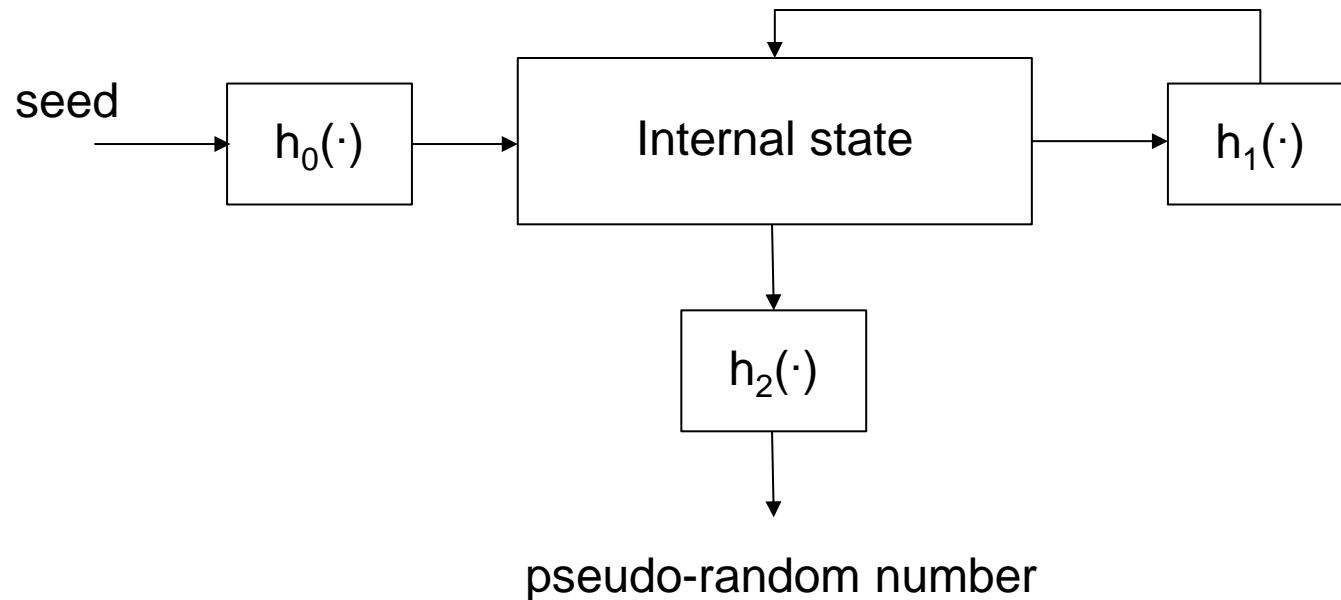 seed
h₀(·)
Internal state
h₁(·)
h₂(·)
pseudo-random number